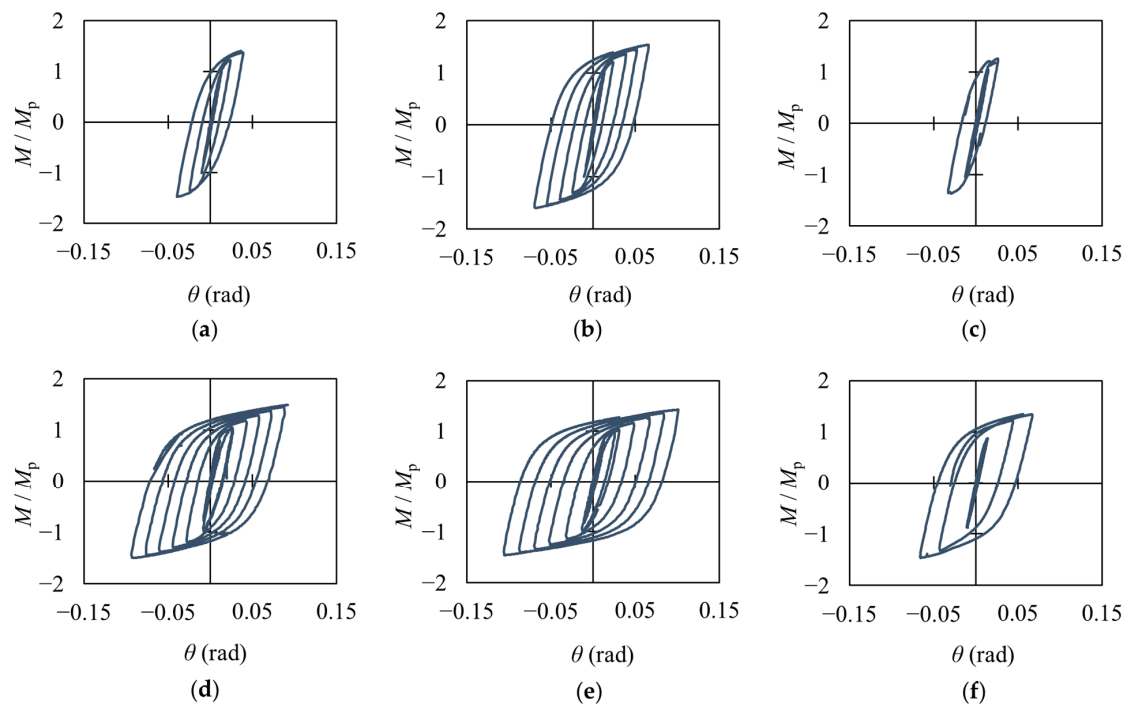 2 2 2
1 1 1
0 0 0
−1 −1 −1
−2 −2 −2
M / Mp M / Mp M / Mp
−0.15 −0.05 0.05 0.15 −0.15 −0.05 0.05 0.15 −0.15 −0.05 0.05 0.15
θ (rad) θ (rad) θ (rad)
(a) (b) (c)
2 2 2
1 1 1
0 0 0
−1 −1 −1
−2 −2 −2
M / Mp M / Mp M / Mp
−0.15 −0.05 0.05 0.15 −0.15 −0.05 0.05 0.15 −0.15 −0.05 0.05 0.15
θ (rad) θ (rad) θ (rad)
(d) (e) (f)